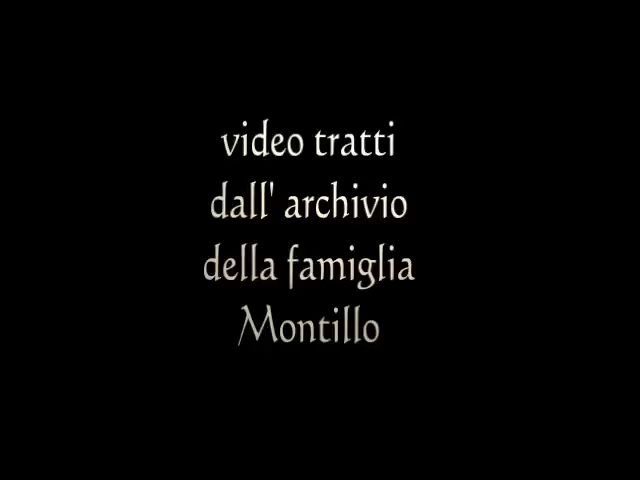 video tratti
dall' archivio
della famiglia
Montillo